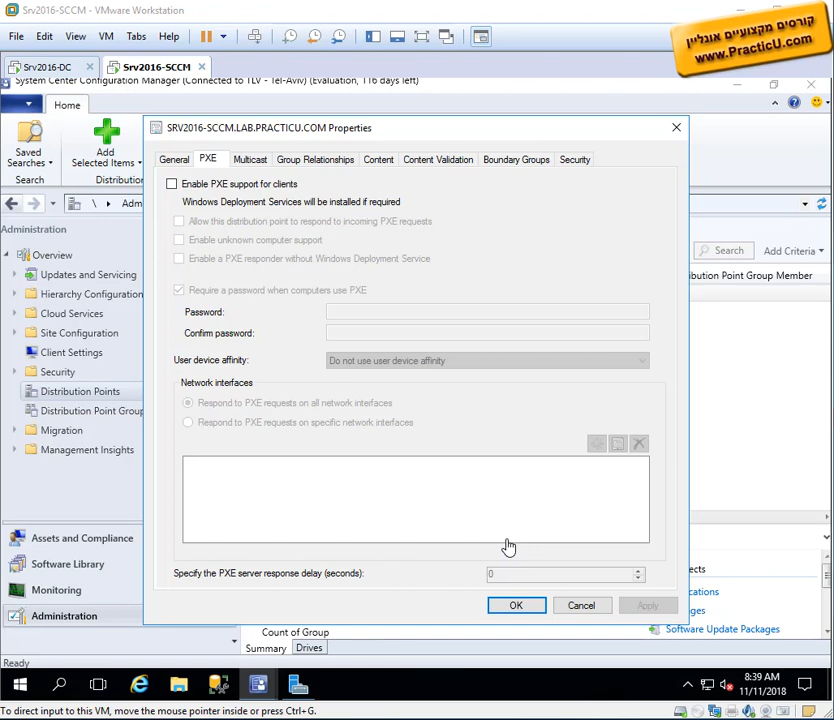 Srv2016-SCCM - VMware Workstation
File Edit View VM Tabs Help
קורסים מקצועיים אונליין
www.PracticU.com
Srv2016-DC
Srv2016-SCCM
System Center Configuration Manager (Connected to TLV - Tel-Aviv) (Evaluation, 116 days left)
Home
Saved
Searches
Search
Add
Selected Items
Distributio
SRV2016-SCCM.LAB.PRACTICU.COM Properties
General PXE Multicast Group Relationships Content Content Validation Boundary Groups Security
Enable PXE support for clients
Windows Deployment Services will be installed if required
Allow this distribution point to respond to incoming PXE requests
Enable unknown computer support
Enable a PXE responder without Windows Deployment Service
Require a password when computers use PXE
Password:
Confirm password:
User device affinity: Do not use user device affinity
Network interfaces
Respond to PXE requests on all network interfaces
Respond to PXE requests on specific network interfaces
Specify the PXE server response delay (seconds): 0
OK Cancel Apply
\ Adm
Administration
Overview
Updates and Servicing
Hierarchy Configuration
Cloud Services
Site Configuration
Client Settings
Security
Distribution Points
Distribution Point Group
Migration
Management Insights
Assets and Compliance
Software Library
Monitoring
Administration
Search Add Criteria
bution Point Group Member
ects
cations
ges
Software Update Packages
Count of Group
Summary Drives
Ready
8:39 AM
11/11/2018
To direct input to this VM, move the mouse pointer inside or press Ctrl+G.